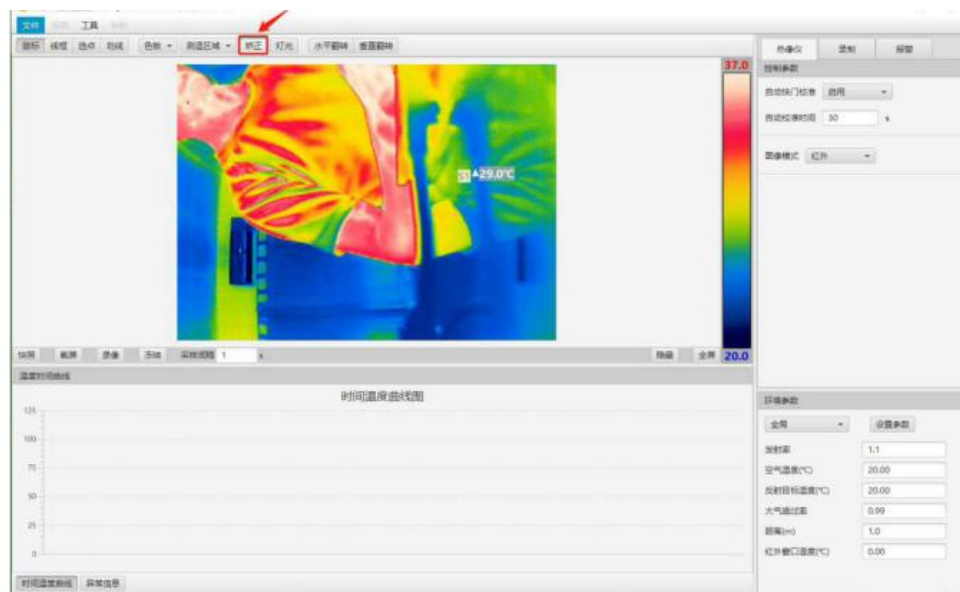 文件 工具
鼠标 线框 选点 划线 色板 测温区域 矫正 灯光 水平翻转 垂直翻转
热像仪 录制 报警
37.0
控制参数
自动快门校准 启用
自动校准时间 30 s
图像模式 红外
▲29.0℃
快照 截屏 录像 冻结 采样间隔 1 s 隐藏 全屏 20.0
温度时间曲线
时间温度曲线图
125
100
75
50
25
0
环境参数
全局 设置参数
发射率 1.1
空气温度(℃) 20.00
反射目标温度(℃) 20.00
大气透过率 0.99
距离(m) 1.0
红外窗口温度(℃) 0.00
时间温度曲线 异常信息